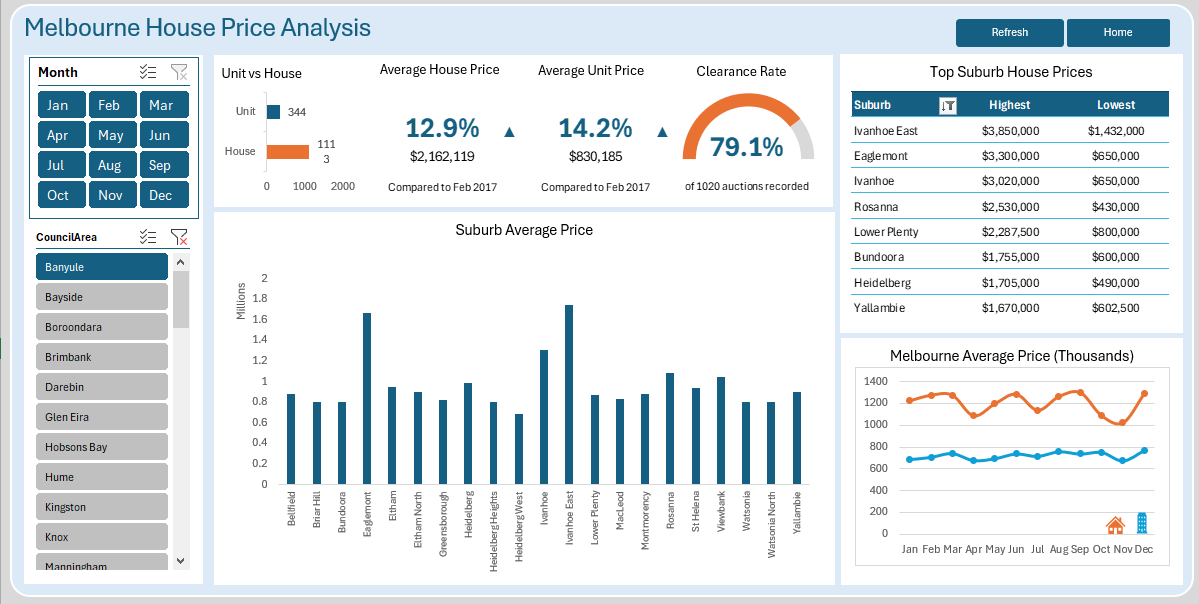 Melbourne House Price Analysis
Refresh
Home
Month
Jan Feb Mar
Apr May Jun
Jul Aug Sep
Oct Nov Dec
CouncilArea
Banyule
Bayside
Boroondara
Brimbank
Darebin
Glen Eira
Hobsons Bay
Hume
Kingston
Knox
Manningham
Unit vs House
Unit 344
House 111
3
0 1000 2000
Average House Price
12.9% ▲
$2,162,119
Compared to Feb 2017
Average Unit Price
14.2% ▲
$830,185
Compared to Feb 2017
Clearance Rate
79.1%
of 1020 auctions recorded
Suburb Average Price
Millions
2
1.8
1.6
1.4
1.2
1
0.8
0.6
0.4
0.2
0
Bellfield
Briar Hill
Bundoora
Eaglemont
Eltham
Eltham North
Greensborough
Heidelberg
Heidelberg Heights
Heidelberg West
Ivanhoe
Ivanhoe East
Lower Plenty
MacLeod
Montmorency
Rosanna
St Helena
Viewbank
Watsonia
Watsonia North
Yallambie
Top Suburb House Prices
Suburb Highest Lowest
Ivanhoe East $3,850,000 $1,432,000
Eaglemont $3,300,000 $650,000
Ivanhoe $3,020,000 $650,000
Rosanna $2,530,000 $430,000
Lower Plenty $2,287,500 $800,000
Bundoora $1,755,000 $600,000
Heidelberg $1,705,000 $490,000
Yallambie $1,670,000 $602,500
Melbourne Average Price (Thousands)
1400
1200
1000
800
600
400
200
0
Jan Feb Mar Apr May Jun Jul Aug Sep Oct Nov Dec